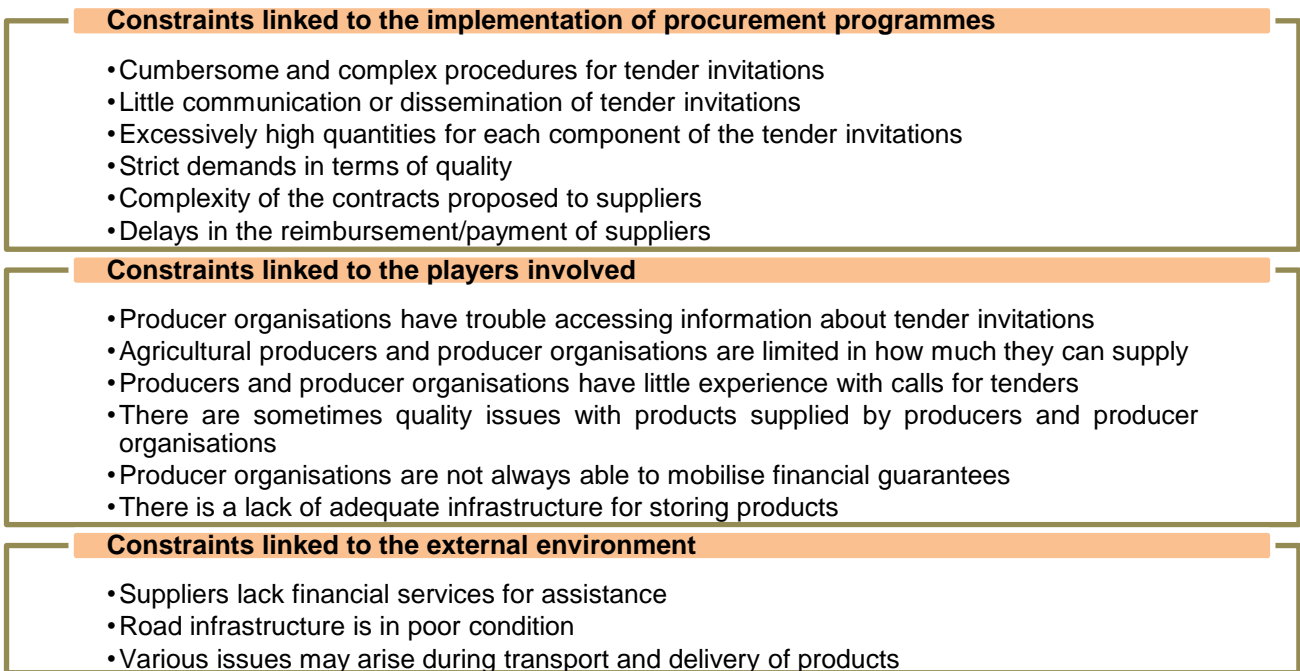 Constraints linked to the implementation of procurement programmes
•Cumbersome and complex procedures for tender invitations
•Little communication or dissemination of tender invitations
•Excessively high quantities for each component of the tender invitations
•Strict demands in terms of quality
•Complexity of the contracts proposed to suppliers
•Delays in the reimbursement/payment of suppliers
Constraints linked to the players involved
•Producer organisations have trouble accessing information about tender invitations
•Agricultural producers and producer organisations are limited in how much they can supply
•Producers and producer organisations have little experience with calls for tenders
•There are sometimes quality issues with products supplied by producers and producer
organisations
•Producer organisations are not always able to mobilise financial guarantees
•There is a lack of adequate infrastructure for storing products
Constraints linked to the external environment
•Suppliers lack financial services for assistance
•Road infrastructure is in poor condition
•Various issues may arise during transport and delivery of products